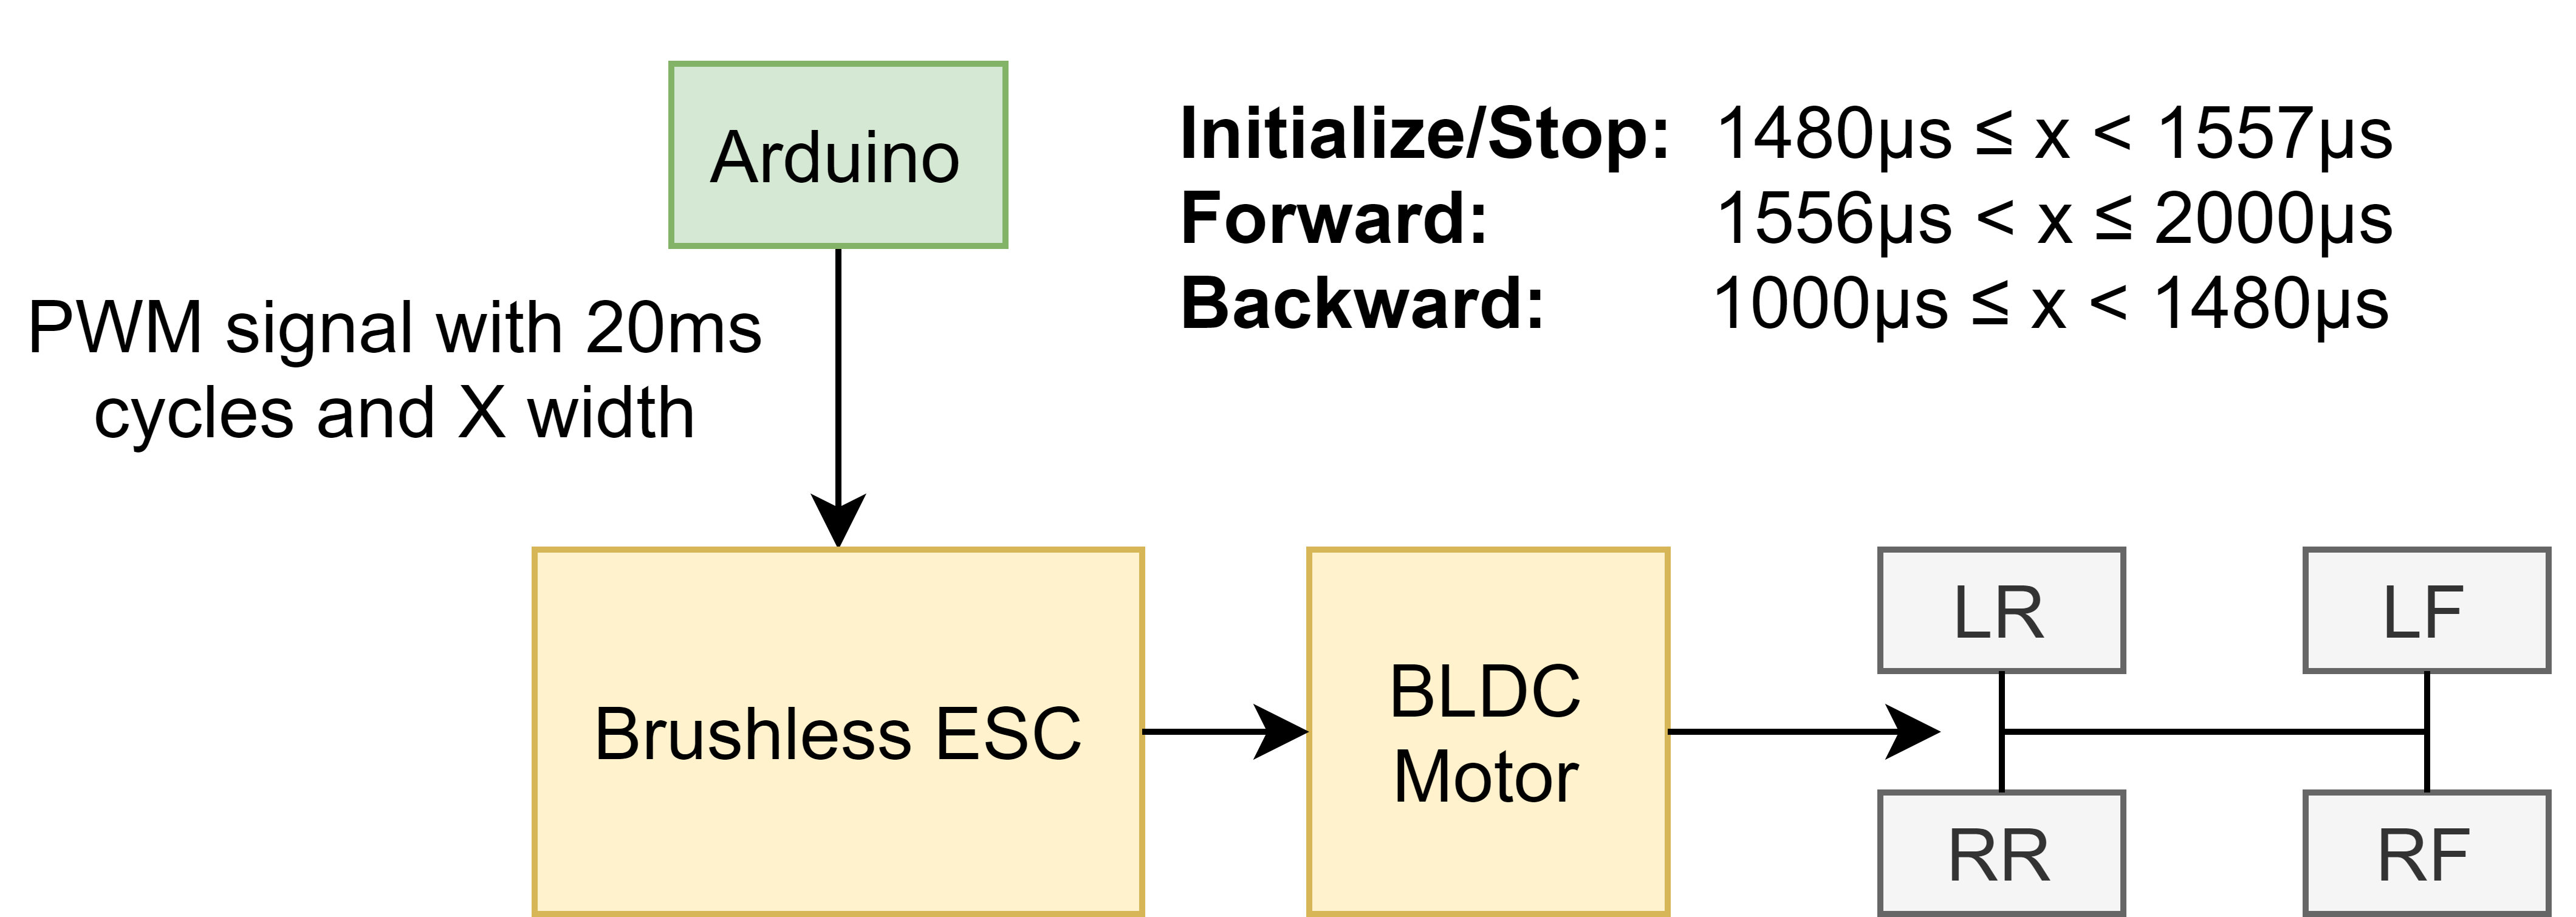 Arduino
Initialize/Stop: 1480µs ≤ x < 1557µs
Forward: 1556µs < x ≤ 2000µs
Backward: 1000µs ≤ x < 1480µs
PWM signal with 20ms
cycles and X width
Brushless ESC
BLDC
Motor
LR
LF
RR
RF